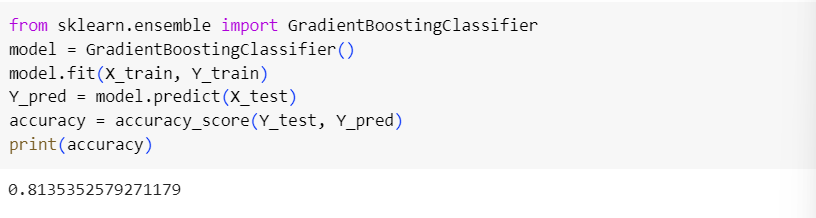 from sklearn.ensemble import GradientBoostingClassifier
model = GradientBoostingClassifier()
model.fit(X_train, Y_train)
Y_pred = model.predict(X_test)
accuracy = accuracy_score(Y_test, Y_pred)
print(accuracy)
0.8135352579271179